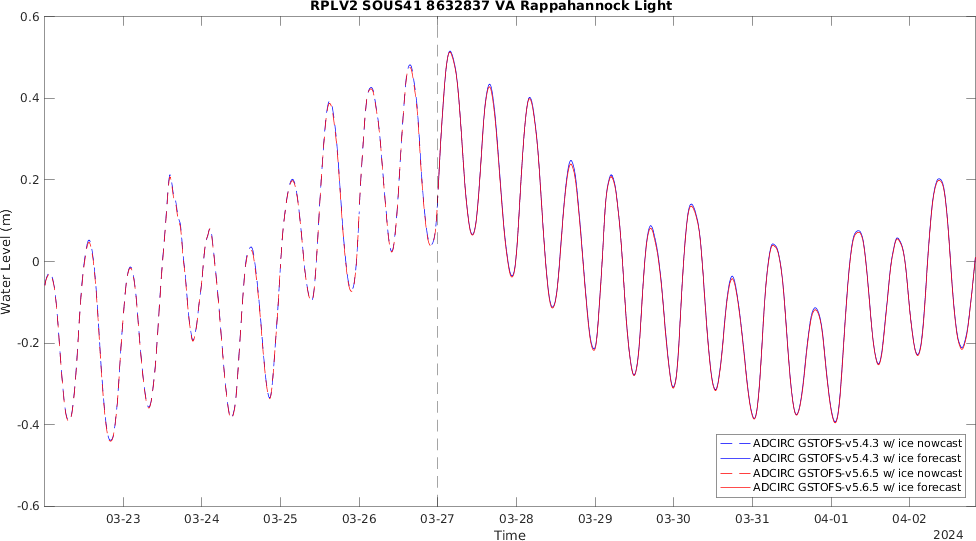 RPLV2 SOUS41 8632837 VA Rappahannock Light
0.6
0.4
0.2
0
-0.2
-0.4
-0.6
Water Level (m)
03-23 03-24 03-25 03-26 03-27 03-28 03-29 03-30 03-31 04-01 04-02
Time
2024
ADCIRC GSTOFS-v5.4.3 w/ ice nowcast
ADCIRC GSTOFS-v5.4.3 w/ ice forecast
ADCIRC GSTOFS-v5.6.5 w/ ice nowcast
ADCIRC GSTOFS-v5.6.5 w/ ice forecast